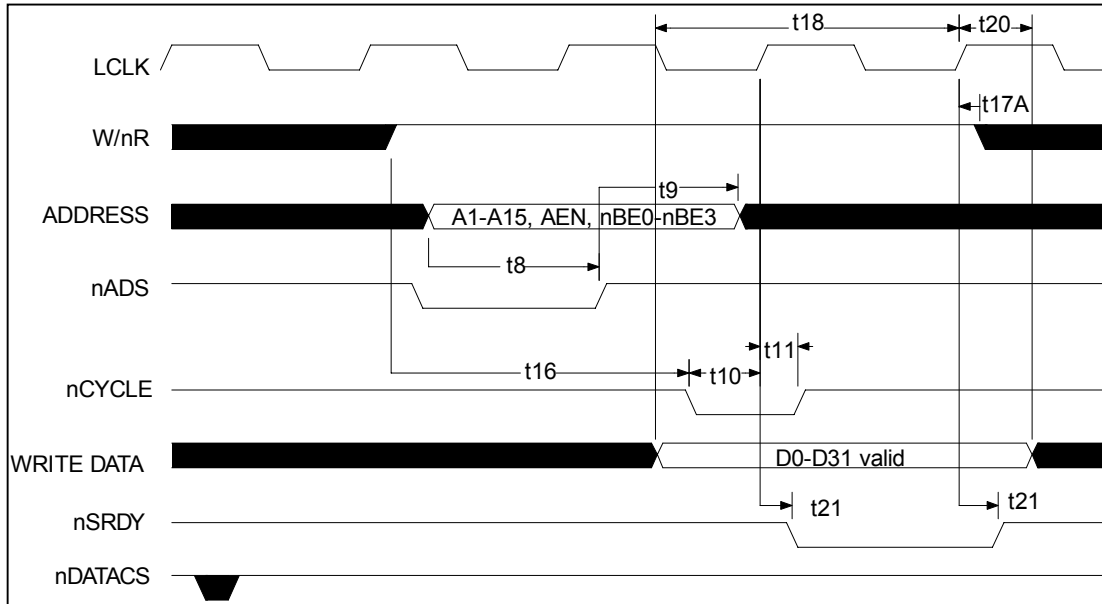 t18
t20
LCLK
t17A
W/nR
t9
ADDRESS
A1-A15, AEN, nBE0-nBE3
t8
nADS
t11
t16
t10
nCYCLE
WRITE DATA
D0-D31 valid
t21
t21
nSRDY
nDATACS